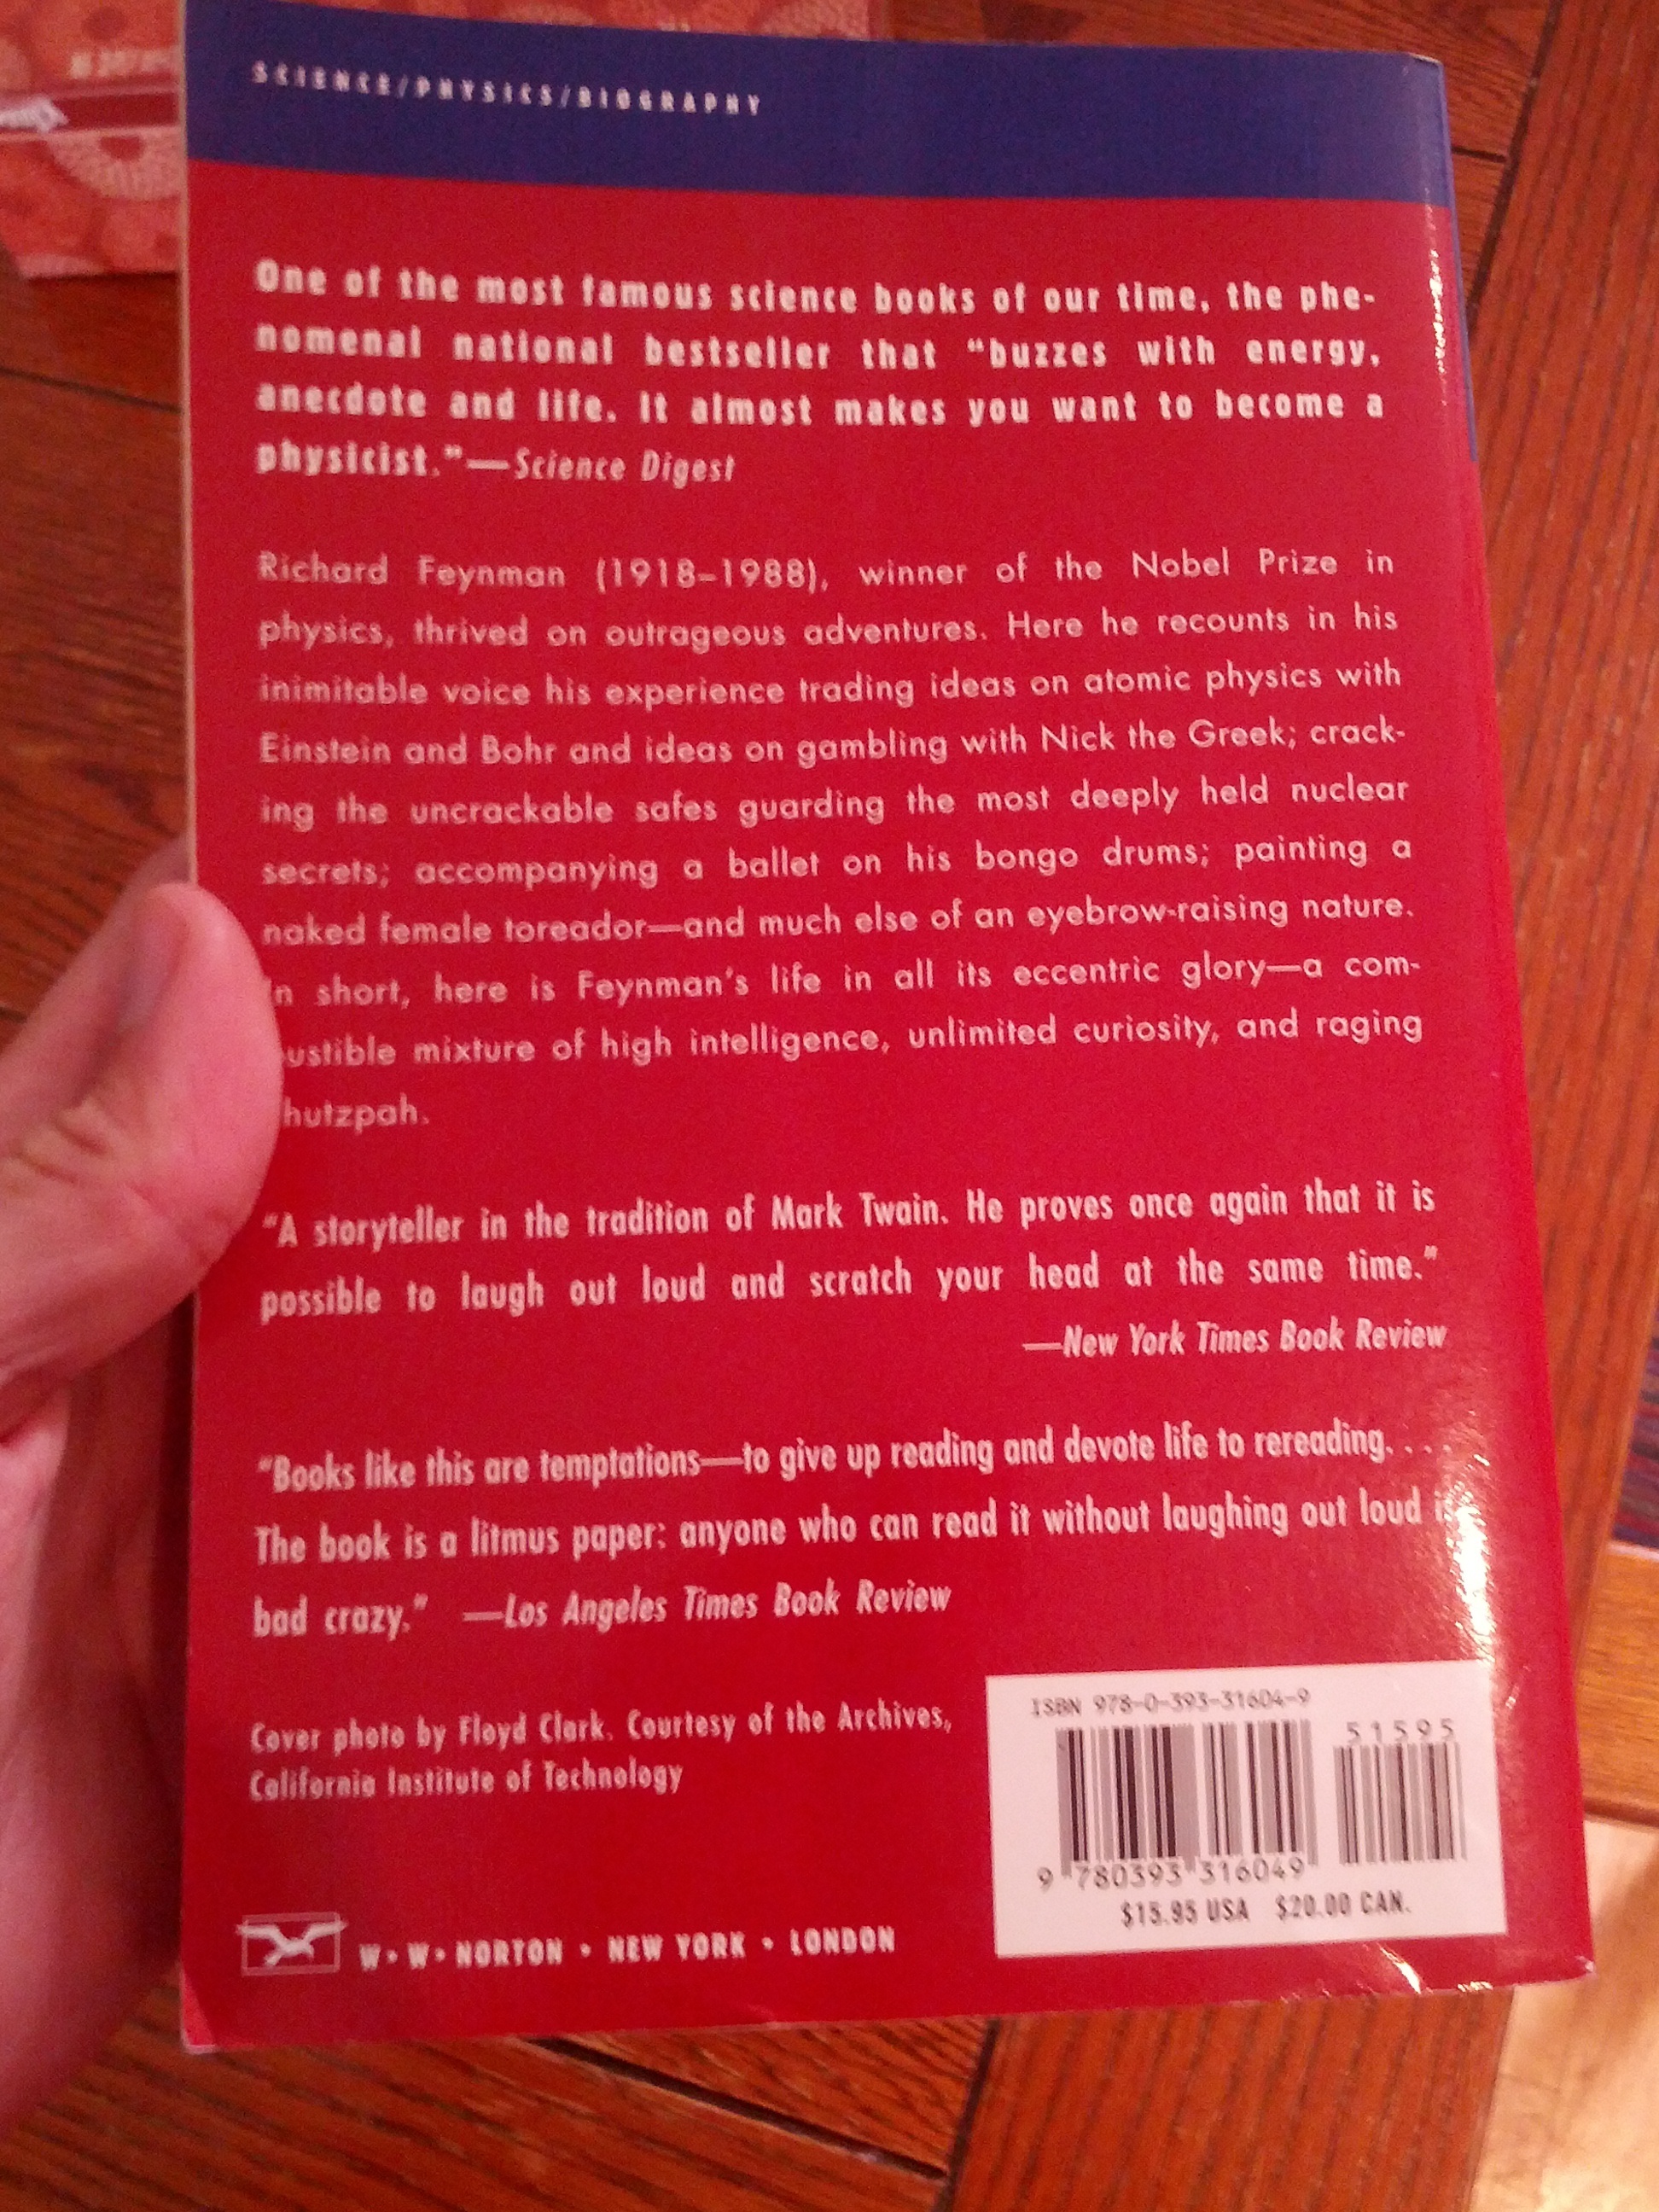 SCIENCE/PHYSICS/BIOGRAPHY
One of the most famous science books of our time, the phe-
nomenal national bestseller that “buzzes with energy,
anecdote and life. It almost makes you want to become a
physicist.”—Science Digest
Richard Feynman (1918–1988), winner of the Nobel Prize in
physics, thrived on outrageous adventures. Here he recounts in his
inimitable voice his experience trading ideas on atomic physics with
Einstein and Bohr and ideas on gambling with Nick the Greek; crack-
ing the uncrackable safes guarding the most deeply held nuclear
secrets; accompanying a ballet on his bongo drums; painting a
naked female toreador—and much else of an eyebrow-raising nature.
In short, here is Feynman’s life in all its eccentric glory—a com-
ustible mixture of high intelligence, unlimited curiosity, and raging
hutzpah.
“A storyteller in the tradition of Mark Twain. He proves once again that it is
possible to laugh out loud and scratch your head at the same time.”
—New York Times Book Review
“Books like this are temptations—to give up reading and devote life to rereading. . . .
The book is a litmus paper: anyone who can read it without laughing out loud is
bad crazy.” —Los Angeles Times Book Review
Cover photo by Floyd Clark. Courtesy of the Archives,
California Institute of Technology
ISBN 978-0-393-31604-9
51595
9 780393 316049
$15.95 USA $20.00 CAN.
W • W • NORTON • NEW YORK • LONDON